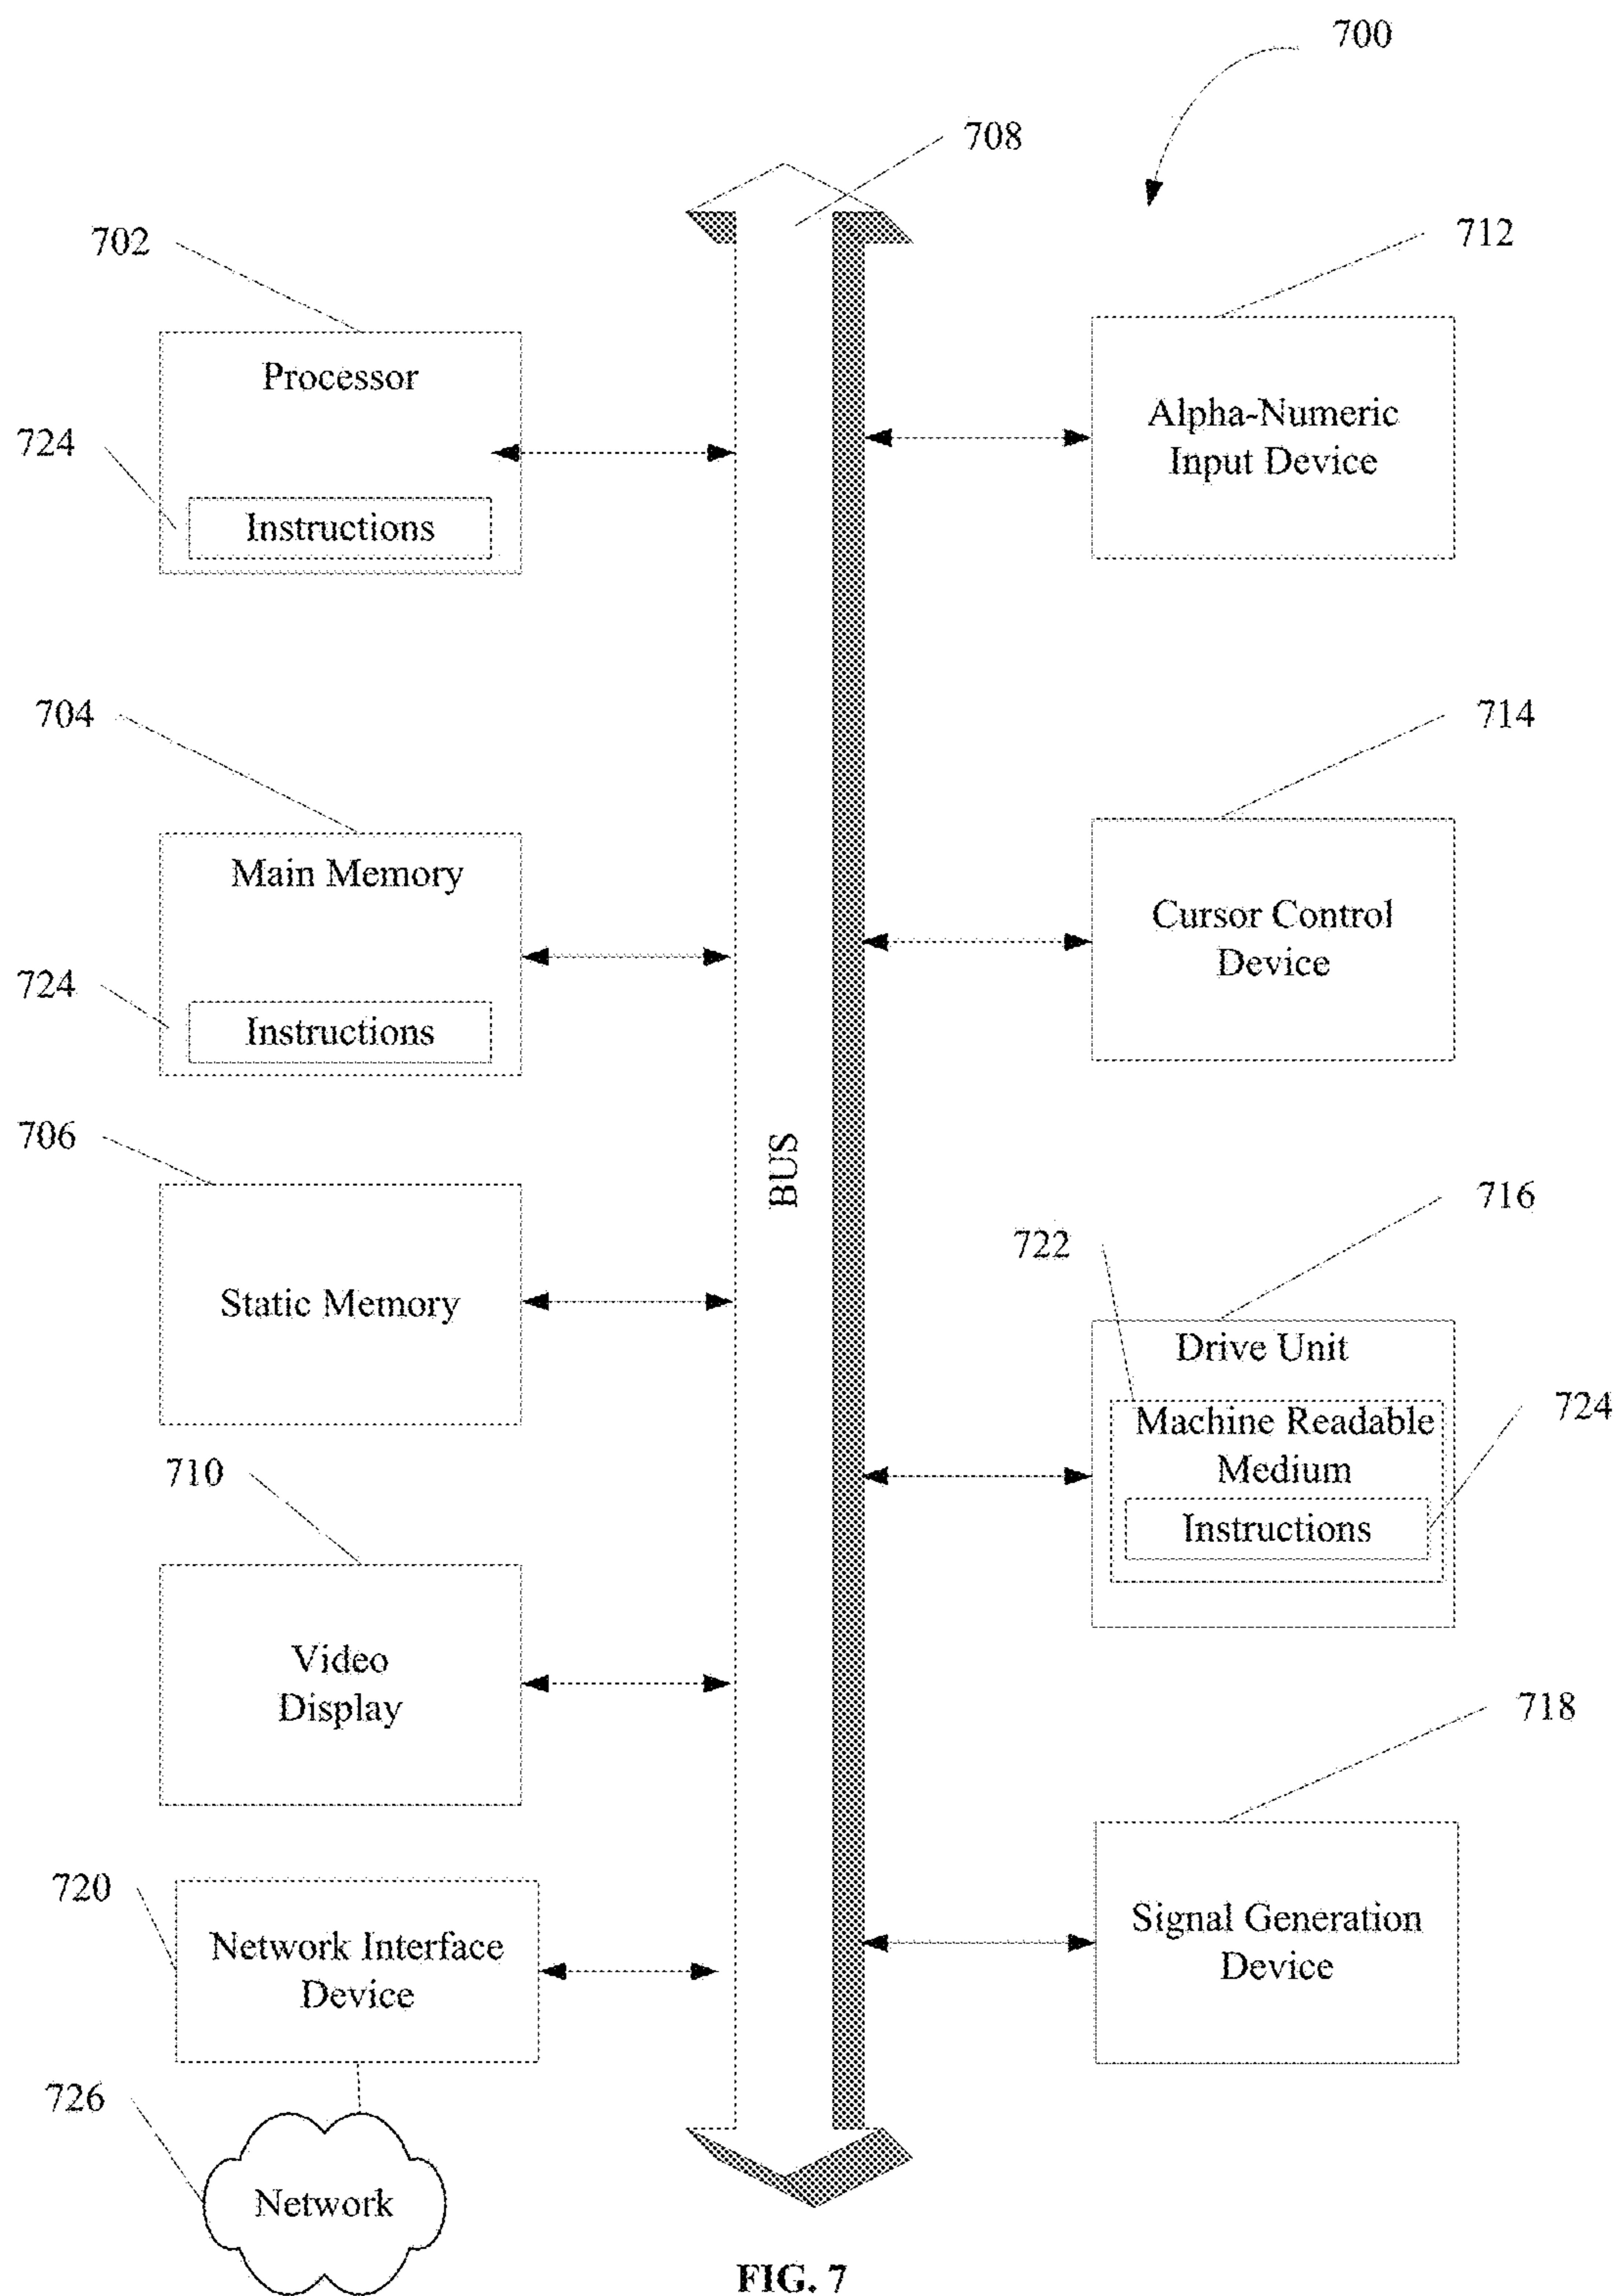 700
708
702
712
Processor
724
Instructions
Alpha-Numeric
Input Device
704
714
Main Memory
724
Instructions
Cursor Control
Device
706
BUS
716
722
Static Memory
Drive Unit
724
Machine Readable
Medium
Instructions
710
Video
Display
718
720
Network Interface
Device
Signal Generation
Device
726
Network
FIG. 7